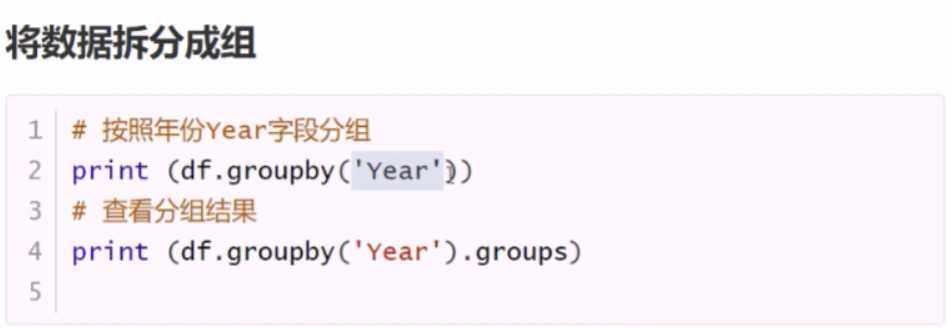 将数据拆分成组
1 # 按照年份Year字段分组
2 print (df.groupby('Year'))
3 # 查看分组结果
4 print (df.groupby('Year').groups)
5